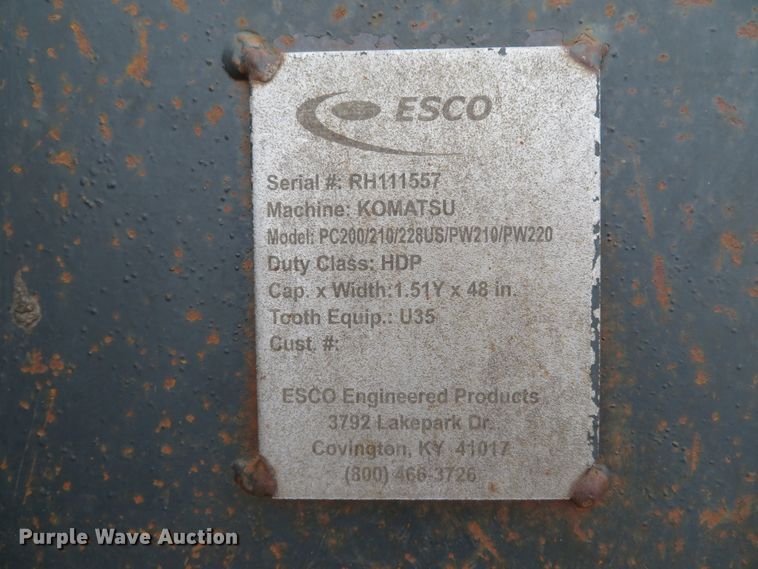 ESCO
Serial #: RH111557
Machine: KOMATSU
Model: PC200/210/228US/PW210/PW220
Duty Class: HDP
Cap. x Width:1.51Y x 48 in.
Tooth Equip.: U35
Cust. #:
ESCO Engineered Products
3792 Lakepark Dr.
Covington, KY 41017
(800) 466-3726
Purple Wave Auction